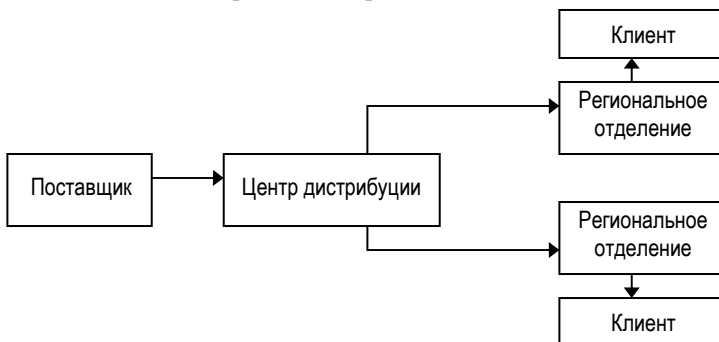 Клиент
Региональное
отделение
Поставщик
Центр дистрибуции
Региональное
отделение
Клиент